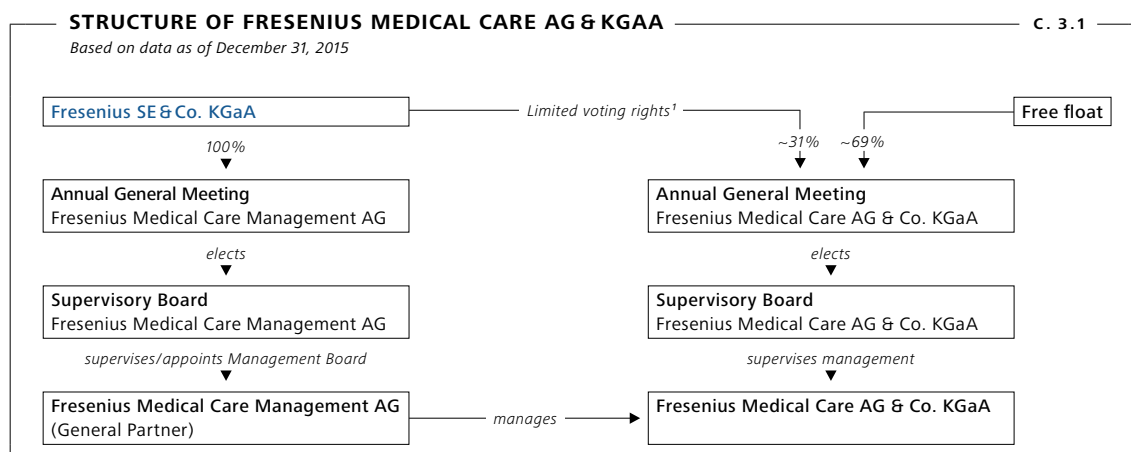 STRUCTURE OF FRESENIUS MEDICAL CARE AG & KGAA
C. 3.1
Based on data as of December 31, 2015
Fresenius SE & Co. KGaA
Limited voting rights¹
Free float
100%
~31%
~69%
Annual General Meeting
Fresenius Medical Care Management AG
Annual General Meeting
Fresenius Medical Care AG & Co. KGaA
elects
elects
Supervisory Board
Fresenius Medical Care Management AG
Supervisory Board
Fresenius Medical Care AG & Co. KGaA
supervises/appoints Management Board
supervises management
Fresenius Medical Care Management AG
(General Partner)
manages
Fresenius Medical Care AG & Co. KGaA